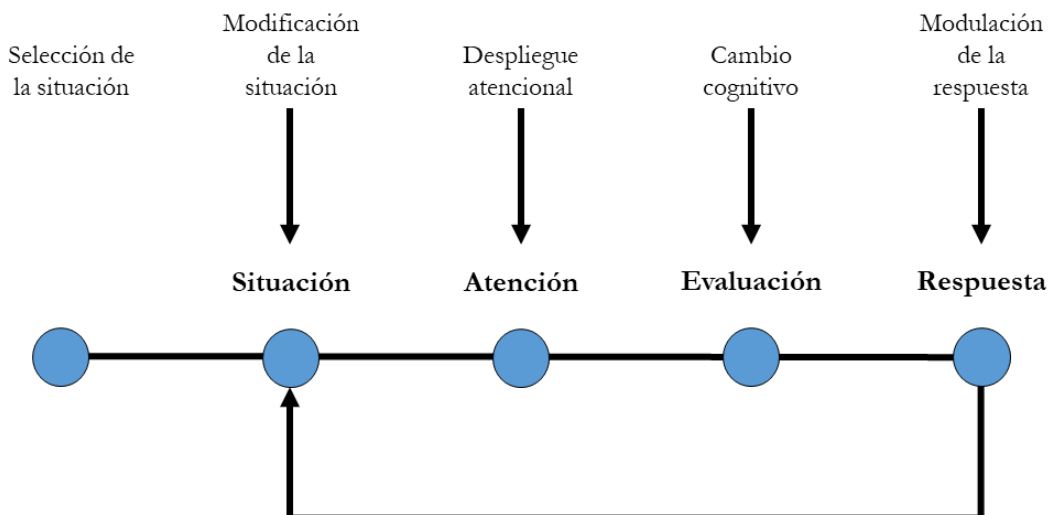 Selección de
la situación
Modificación
de la
situación
Despliegue
atencional
Cambio
cognitivo
Modulación
de la
respuesta
Situación
Atención
Evaluación
Respuesta